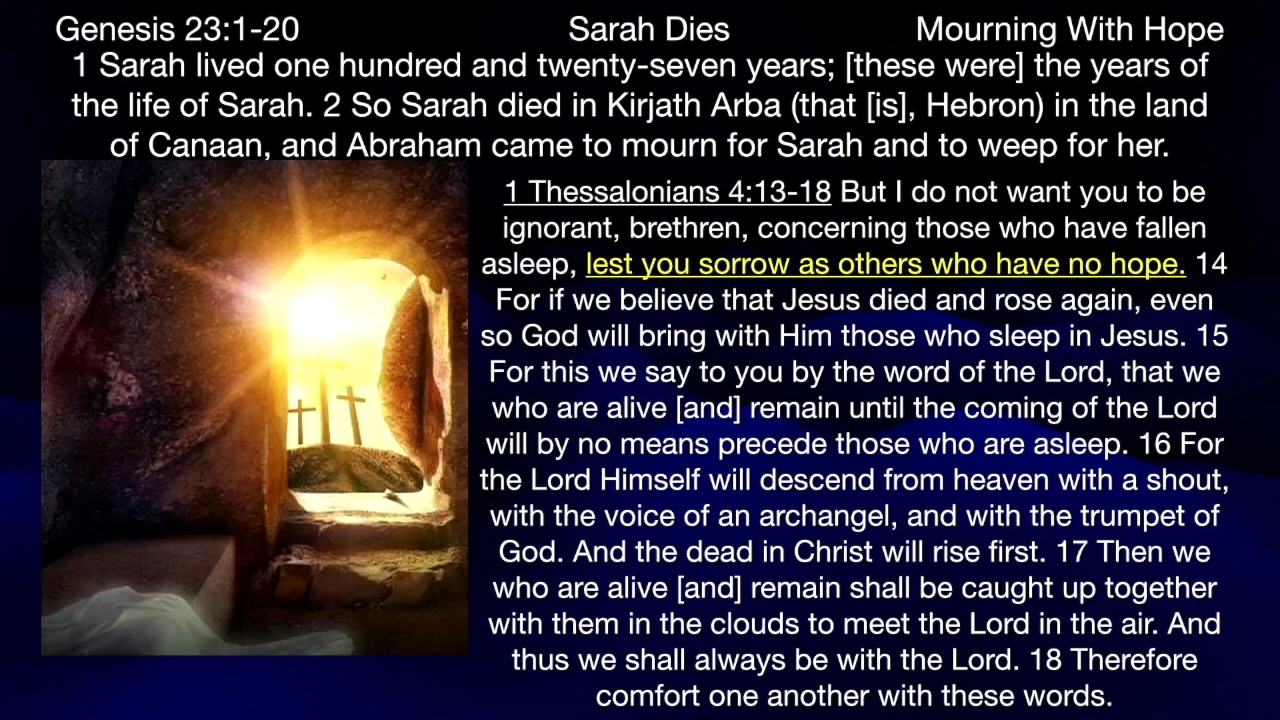 Genesis 23:1-20 Sarah Dies Mourning With Hope
1 Sarah lived one hundred and twenty-seven years; [these were] the years of
the life of Sarah. 2 So Sarah died in Kirjath Arba (that [is], Hebron) in the land
of Canaan, and Abraham came to mourn for Sarah and to weep for her.
1 Thessalonians 4:13-18 But I do not want you to be
ignorant, brethren, concerning those who have fallen
asleep, lest you sorrow as others who have no hope. 14
For if we believe that Jesus died and rose again, even
so God will bring with Him those who sleep in Jesus. 15
For this we say to you by the word of the Lord, that we
who are alive [and] remain until the coming of the Lord
will by no means precede those who are asleep. 16 For
the Lord Himself will descend from heaven with a shout,
with the voice of an archangel, and with the trumpet of
God. And the dead in Christ will rise first. 17 Then we
who are alive [and] remain shall be caught up together
with them in the clouds to meet the Lord in the air. And
thus we shall always be with the Lord. 18 Therefore
comfort one another with these words.